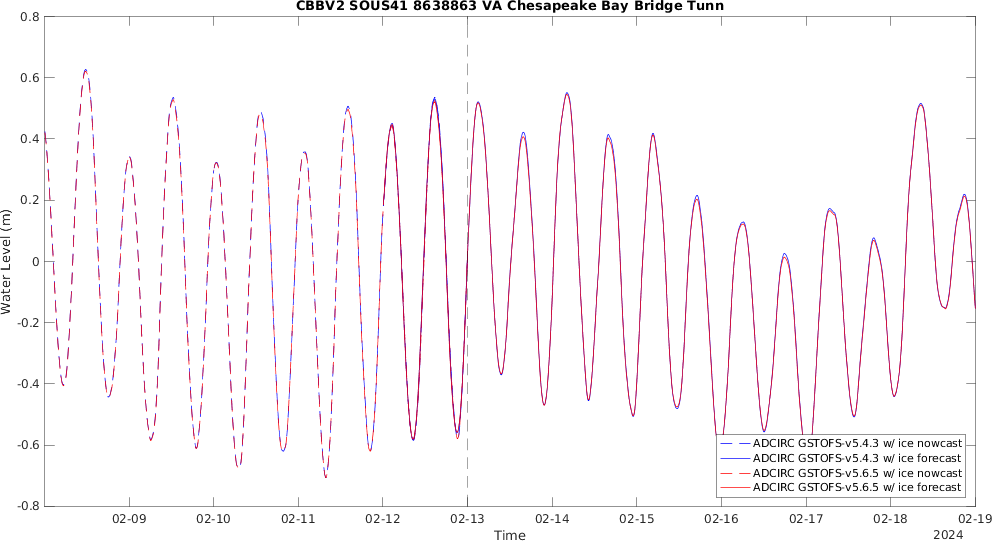 CBBV2 SOUS41 8638863 VA Chesapeake Bay Bridge Tunn
0.8
0.6
0.4
0.2
0
-0.2
-0.4
-0.6
-0.8
Water Level (m)
ADCIRC GSTOFS-v5.4.3 w/ ice nowcast
ADCIRC GSTOFS-v5.4.3 w/ ice forecast
ADCIRC GSTOFS-v5.6.5 w/ ice nowcast
ADCIRC GSTOFS-v5.6.5 w/ ice forecast
02-09 02-10 02-11 02-12 02-13 02-14 02-15 02-16 02-17 02-18 02-19
Time
2024